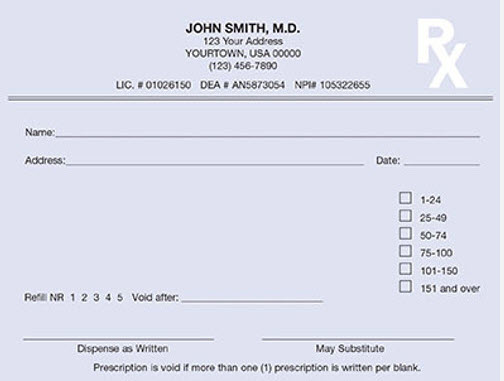 JOHN SMITH, M.D.
Rx
123 Your Address
YOURTOWN, USA 00000
(123) 456-7890
LIC. # 01026150 DEA # AN5873054 NPI# 105322655
Name:
Address: Date:
1-24
25-49
50-74
75-100
101-150
151 and over
Refill NR 1 2 3 4 5 Void after:
Dispense as Written May Substitute
Prescription is void if more than one (1) prescription is written per blank.